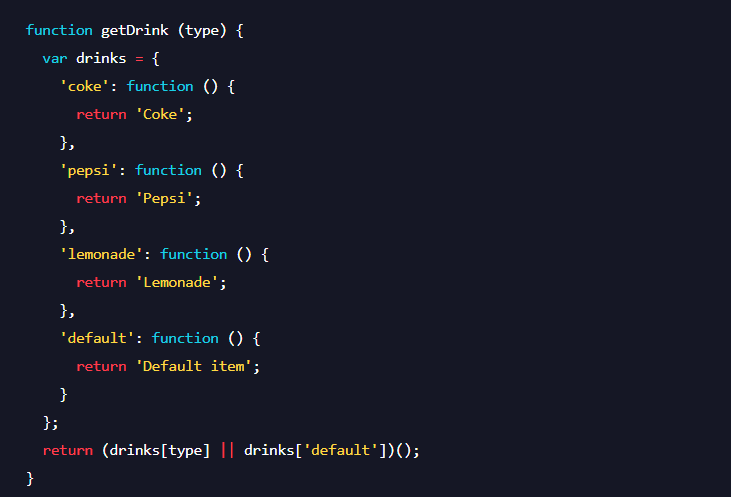 function getDrink (type) {
  var drinks = {
    'coke': function () {
      return 'Coke';
    },
    'pepsi': function () {
      return 'Pepsi';
    },
    'lemonade': function () {
      return 'Lemonade';
    },
    'default': function () {
      return 'Default item';
    }
  };
  return (drinks[type] || drinks['default'])();
}